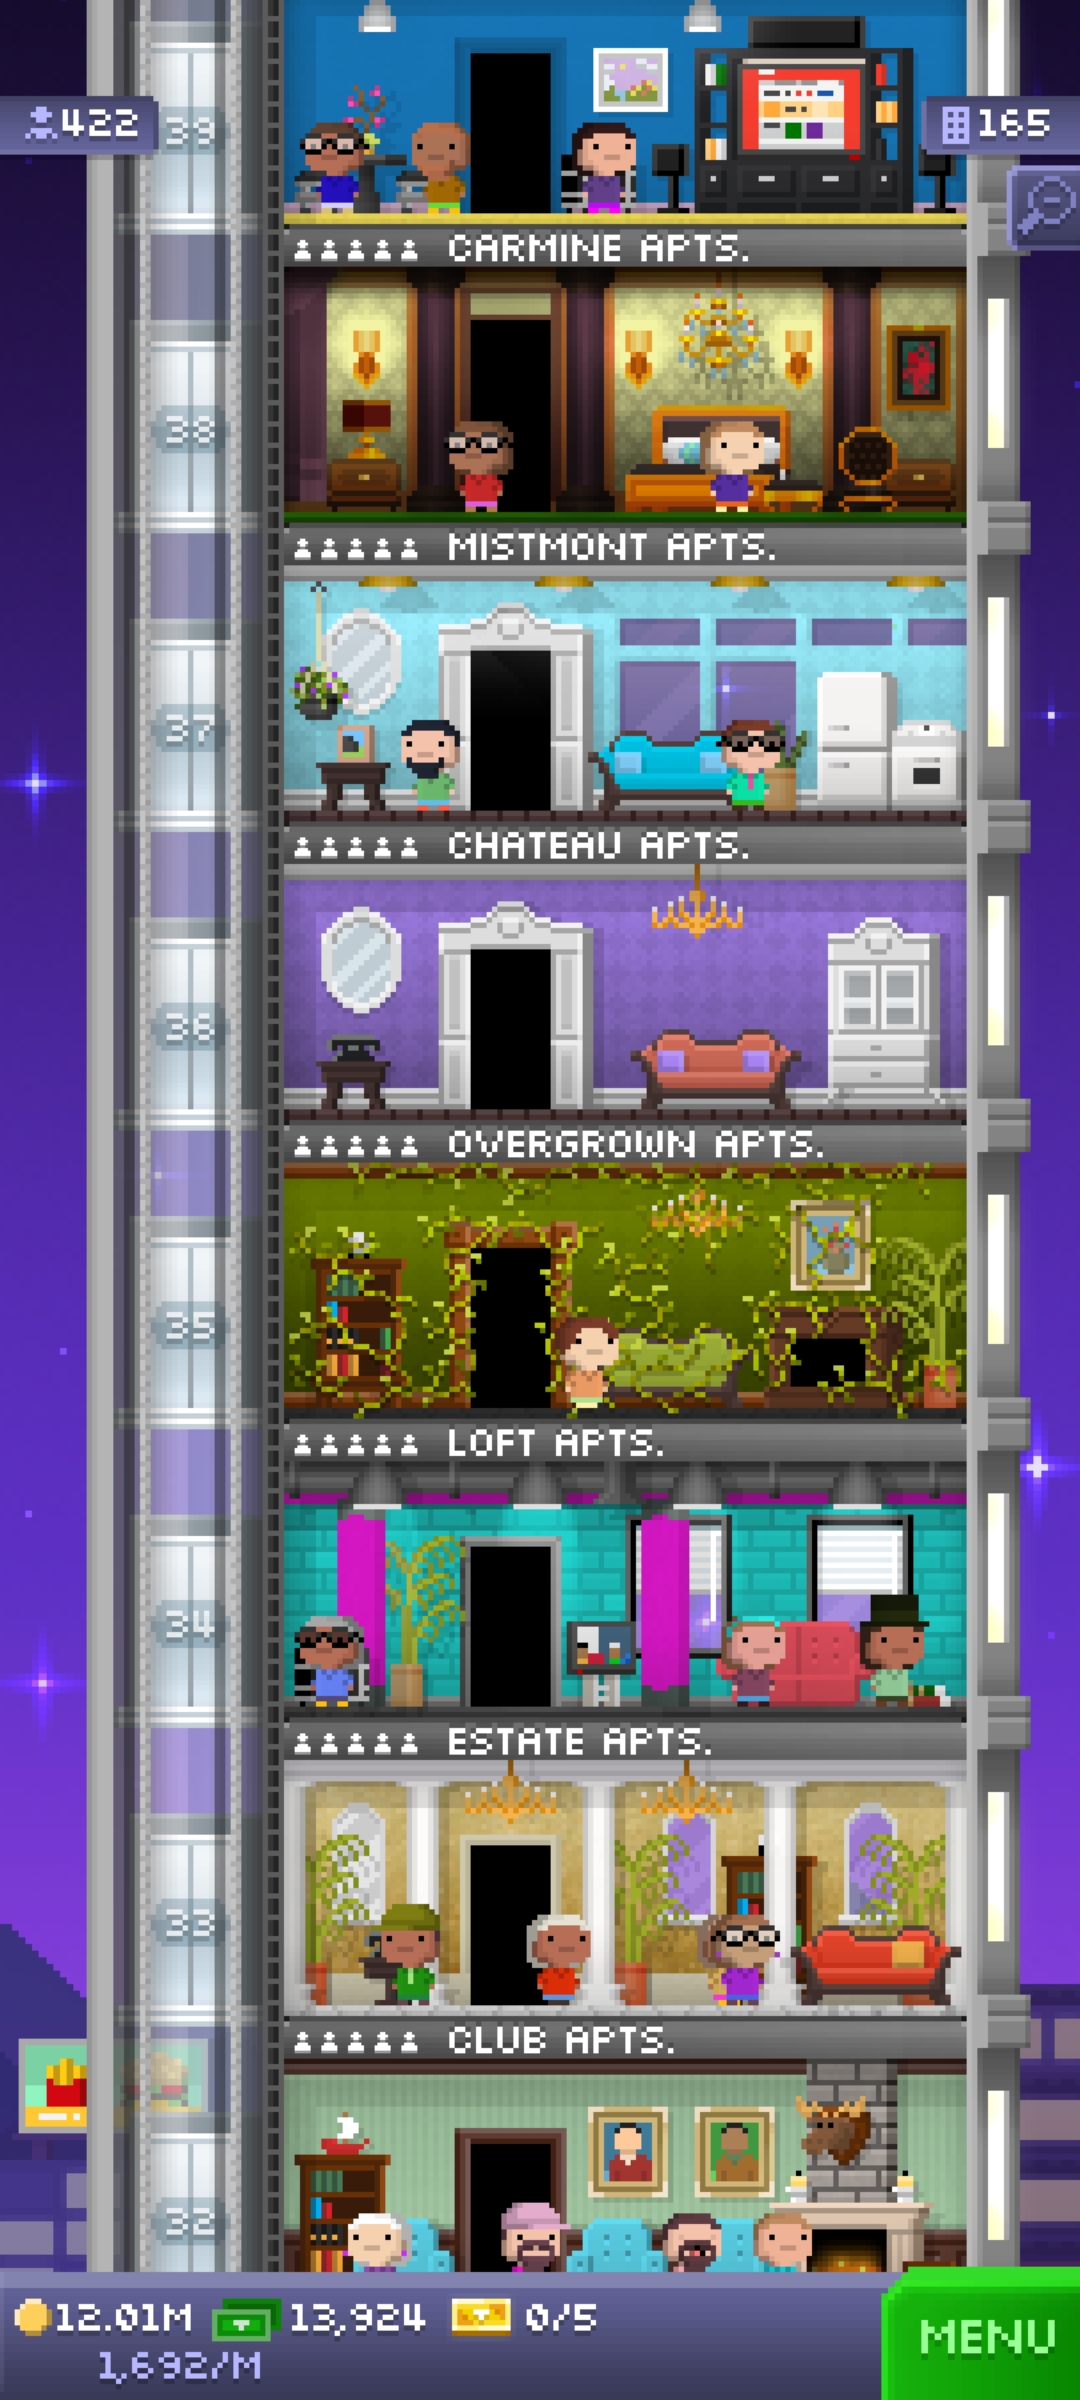 422
39
165
CARMINE APTS.
38
MISTMONT APTS.
37
CHATEAU APTS.
36
OVERGROWN APTS.
35
LOFT APTS.
34
ESTATE APTS.
33
CLUB APTS.
32
12.01M 13,924 0/5
1,692/M
MENU